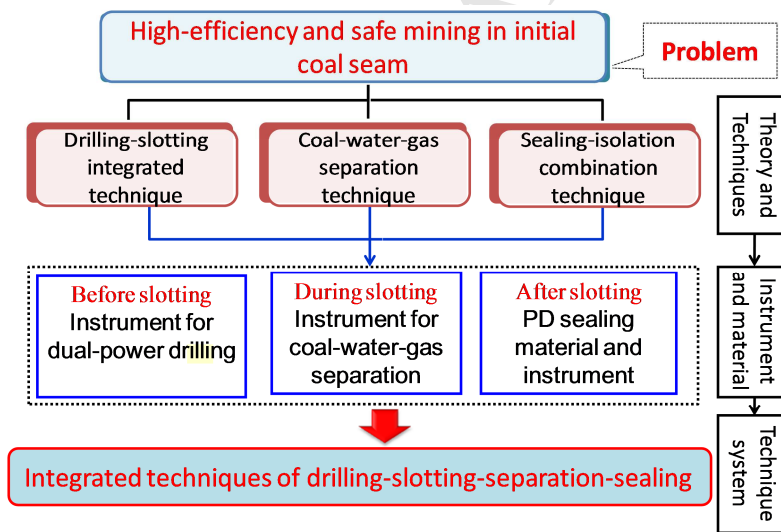 High-efficiency and safe mining in initial
coal seam
Problem
Drilling-slotting
integrated
technique
Coal-water-gas
separation
technique
Sealing-isolation
combination
technique
Theory and
Techniques
Before slotting
Instrument for
dual-power drilling
During slotting
Instrument for
coal-water-gas
separation
After slotting
PD sealing
material and
instrument
Instrument
and material
Integrated techniques of drilling-slotting-separation-sealing
Technique
system